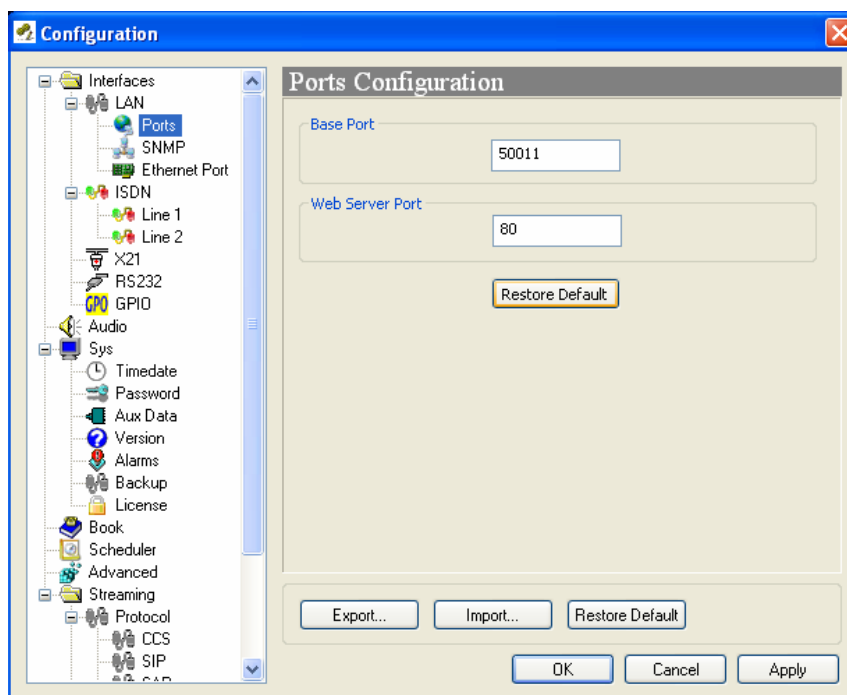 Configuration
Interfaces
LAN
Ports
SNMP
Ethernet Port
ISDN
Line 1
Line 2
X21
RS232
GPIO
Audio
Sys
Timedate
Password
Aux Data
Version
Alarms
Backup
License
Book
Scheduler
Advanced
Streaming
Protocol
CCS
SIP
Ports Configuration
Base Port
50011
Web Server Port
80
Restore Default
Export... Import... Restore Default
OK Cancel Apply